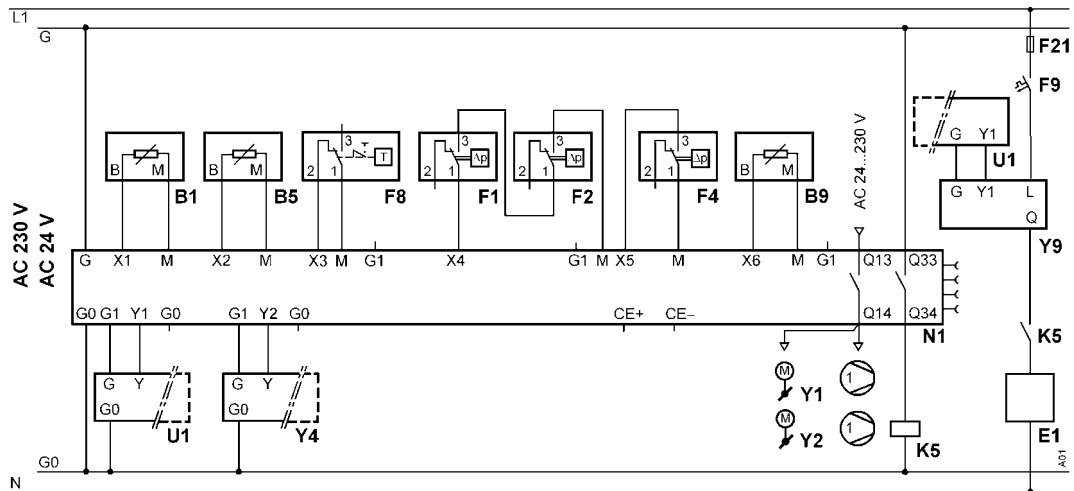 L1
G
F21
F9
G Y1
U1
G Y1 L
Q
Y9
AC 24...230 V
B M
B1
B M
B5
3
2 1
T
F8
3
2 1
Δp
F1
3
2 1
Δp
F2
3
2 1
Δp
F4
B M
B9
AC 230 V
AC 24 V
G X1 M X2 M X3 M G1 X4 G1 M X5 M X6 M G1 Q13 Q33
G0 G1 Y1 G0 G1 Y2 G0 CE+ CE– Q14 Q34
N1
K5
G Y
G0
U1
G Y
G0
Y4
M
Y1
1
M
Y2
1
K5
E1
A01
G0
N